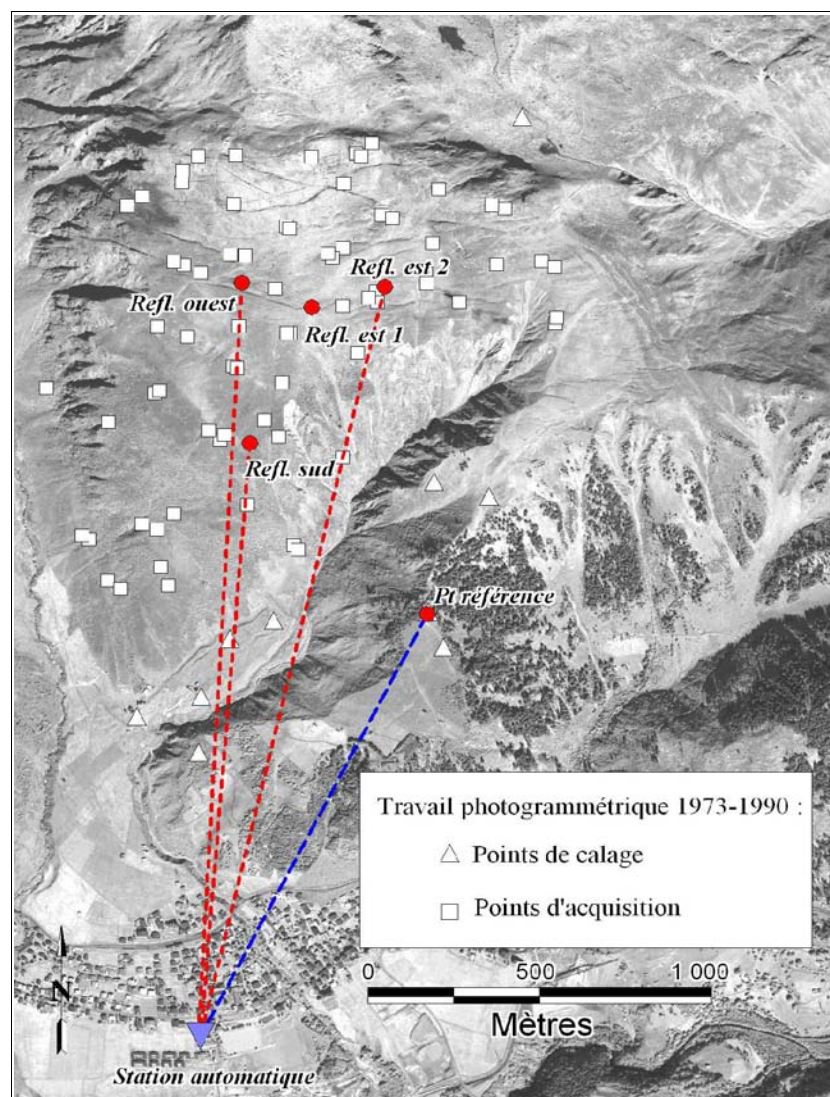 Refl. est 2
Refl. ouest
Refl. est 1
Refl. sud
Pt référence
Travail photogrammétrique 1973-1990 :
Points de calage
Points d'acquisition
0 500 1 000
N
Mètres
Station automatique